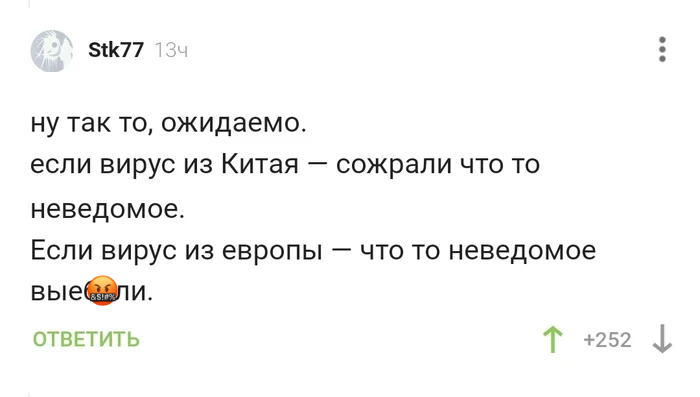 Stk77 13ч
ну так то, ожидаемо.
если вирус из Китая — сожрали что то
неведомое.
Если вирус из европы — что то неведомое
вые🤬ли.
ОТВЕТИТЬ +252